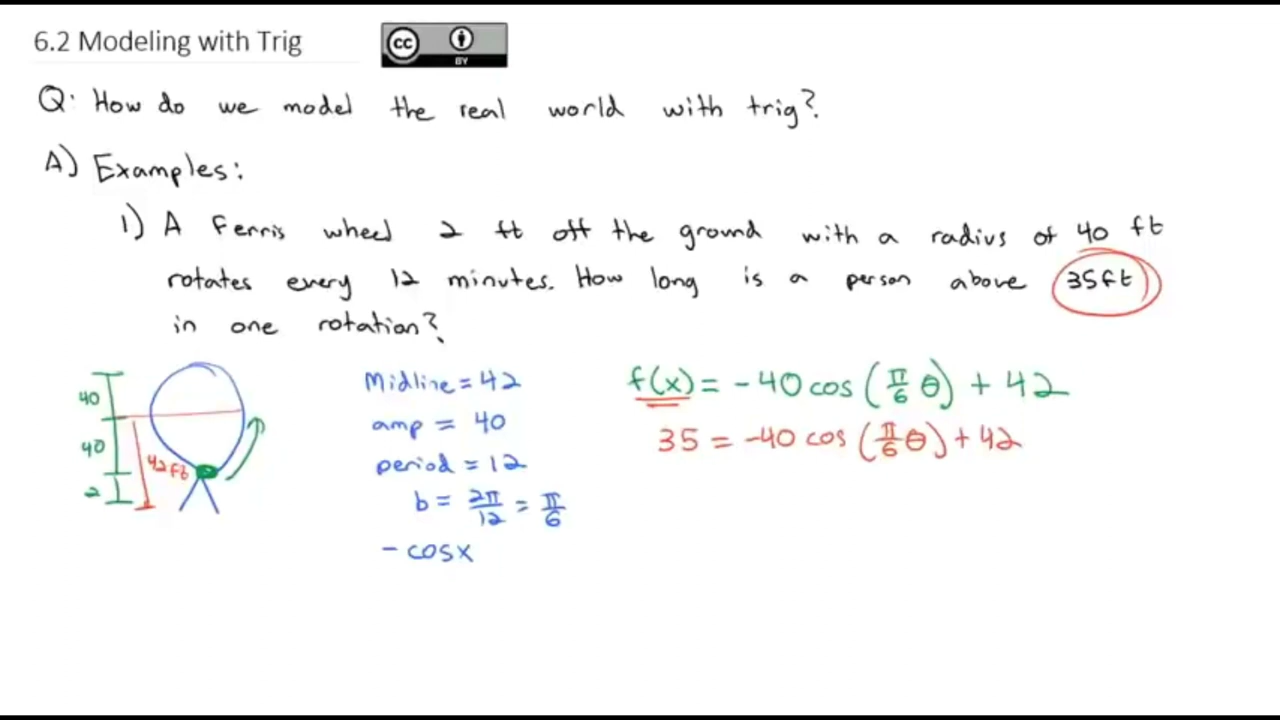 6.2 Modeling with Trig
cc BY
Q: How do we model the real world with trig?
A) Examples:
1) A Ferris wheel 2 ft off the ground with a radius of 40 ft
rotates every 12 minutes. How long is a person above 35ft
in one rotation?
40
40
2
42ft
Midline = 42
amp = 40
period = 12
b = 2π/12 = π/6
- cosx
f(x) = -40 cos (π/6 θ) + 42
35 = -40 cos (π/6 θ) + 42